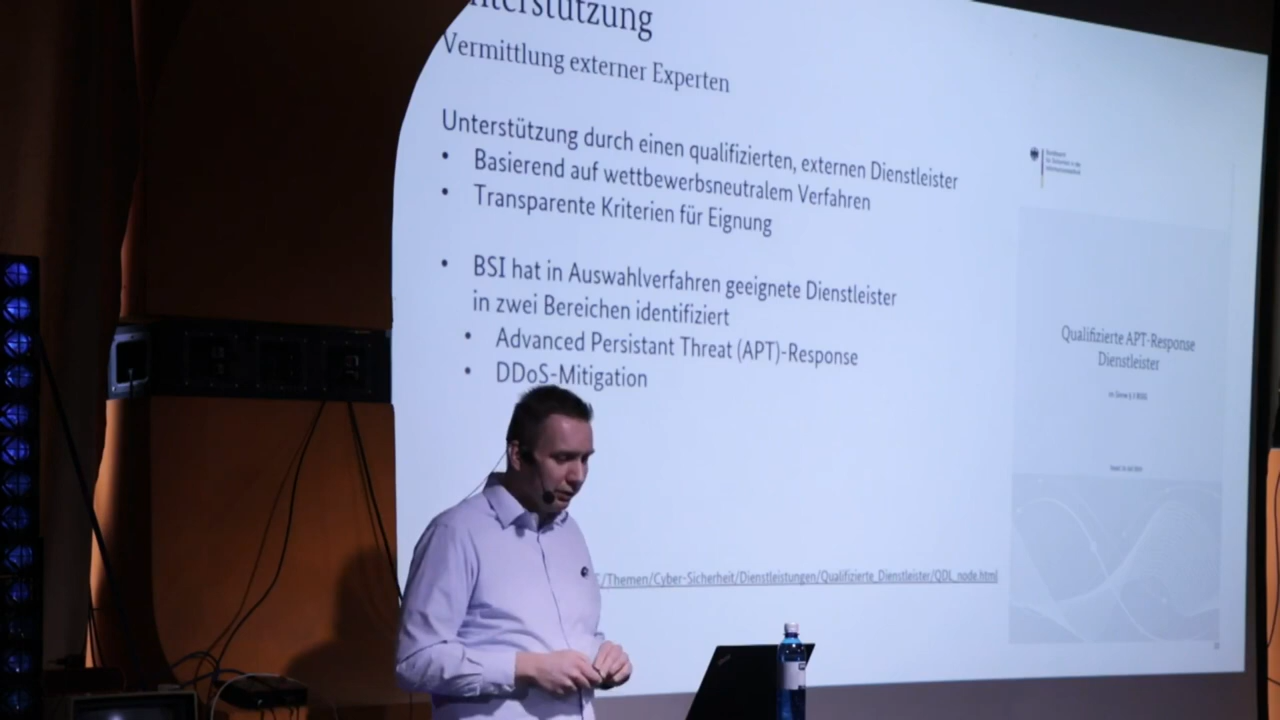 nterstützung
Vermittlung externer Experten
Unterstützung durch einen qualifizierten, externen Dienstleister
• Basierend auf wettbewerbsneutralem Verfahren
• Transparente Kriterien für Eignung
• BSI hat in Auswahlverfahren geeignete Dienstleister
in zwei Bereichen identifiziert
• Advanced Persistant Threat (APT)-Response
• DDoS-Mitigation
/Themen/Cyber-Sicherheit/Dienstleistungen/Qualifizierte_Dienstleister/QDL_node.html
Qualifizierte APT-Response
Dienstleister